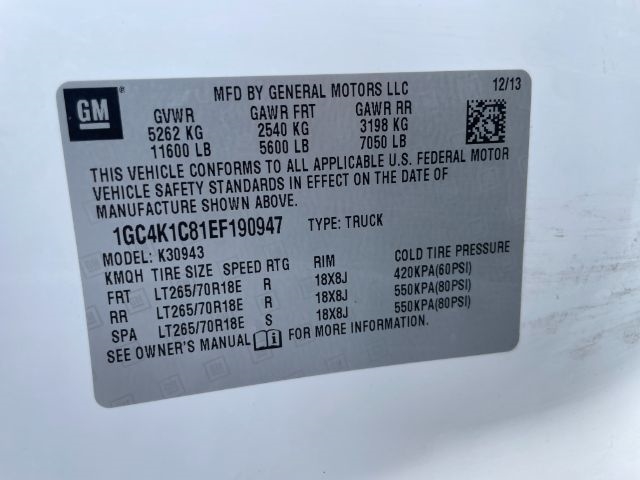 GM
MFD BY GENERAL MOTORS LLC 12/13
GVWR GAWR FRT GAWR RR
5262 KG 2540 KG 3198 KG
11600 LB 5600 LB 7050 LB
THIS VEHICLE CONFORMS TO ALL APPLICABLE U.S. FEDERAL MOTOR
VEHICLE SAFETY STANDARDS IN EFFECT ON THE DATE OF
MANUFACTURE SHOWN ABOVE.
1GC4K1C81EF190947 TYPE: TRUCK
MODEL: K30943
KMQH TIRE SIZE SPEED RTG RIM COLD TIRE PRESSURE
FRT LT265/70R18E R 18X8J 420KPA(60PSI)
RR LT265/70R18E R 18X8J 550KPA(80PSI)
SPA LT265/70R18E S 18X8J 550KPA(80PSI)
SEE OWNER'S MANUAL FOR MORE INFORMATION.